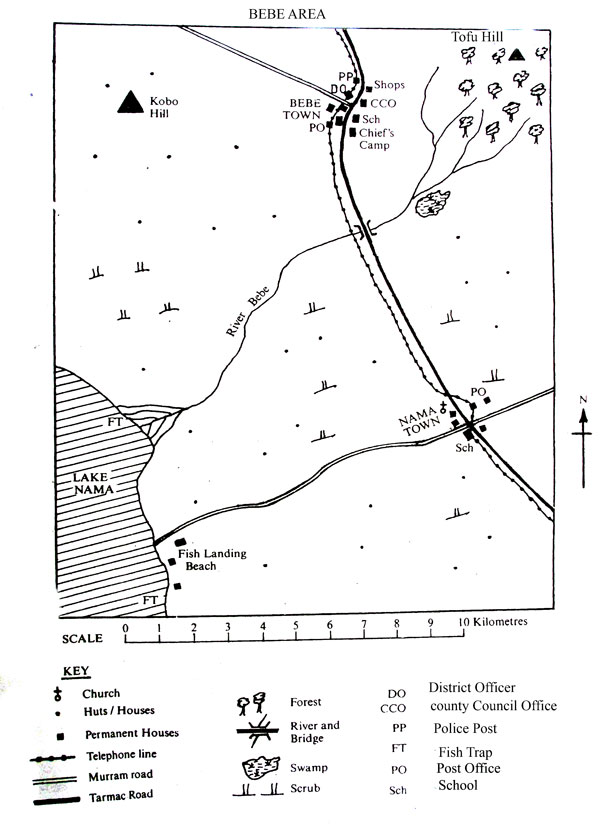 BEBE AREA
Tofu Hill
Kobo
Hill
PP
DO
Shops
BEBE
TOWN
CCO
PO
Sch
Chief's
Camp
River Bebe
PO
NAMA
TOWN
Sch
FT
LAKE
NAMA
Fish Landing
Beach
FT
N
SCALE
0 1 2 3 4 5 6 7 8 9 10 Kilometres
KEY
Church
Huts / Houses
Permanent Houses
Telephone line
Murram road
Tarmac Road
Forest
River and
Bridge
Swamp
Scrub
DO District Officer
CCO county Council Office
PP Police Post
FT Fish Trap
PO Post Office
Sch School